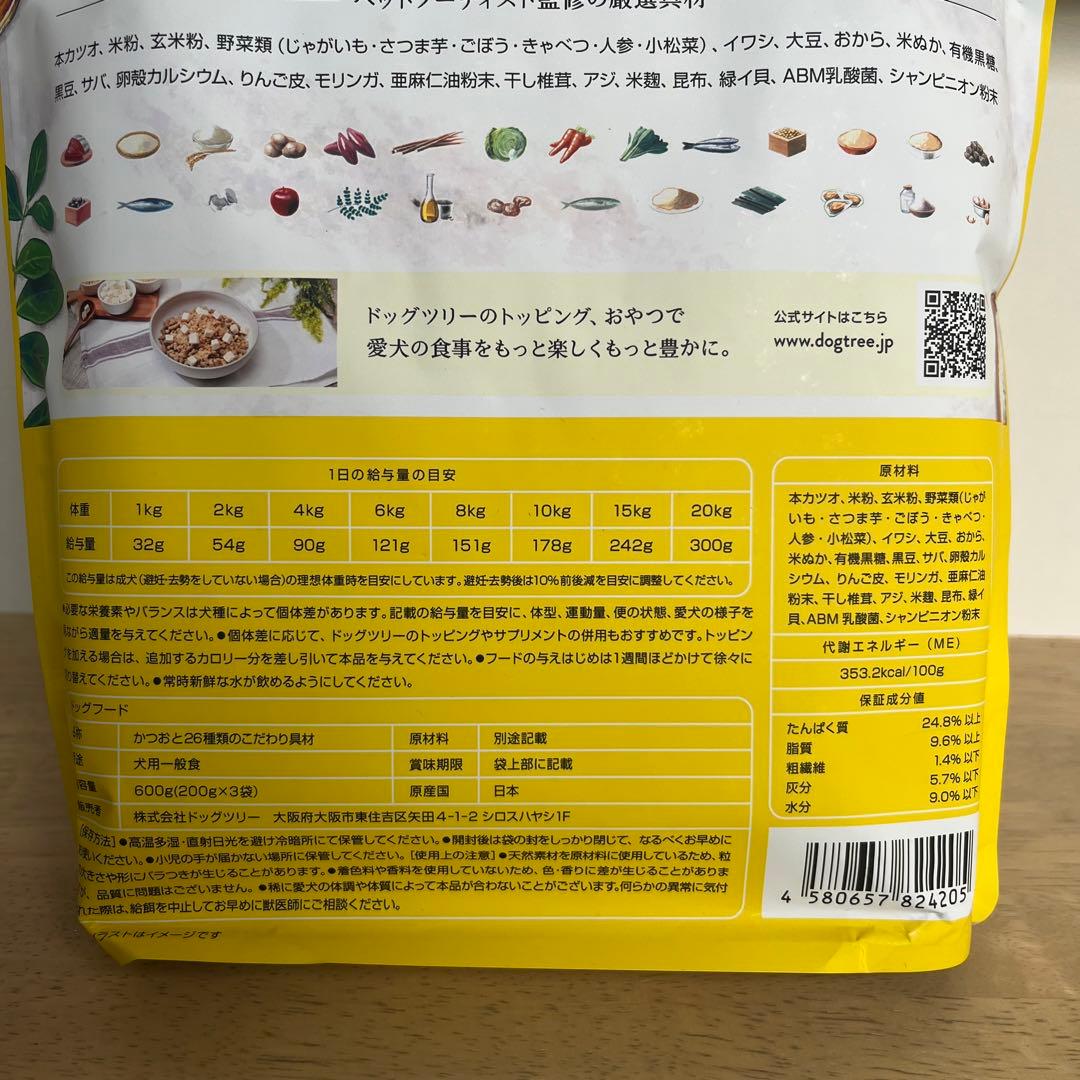 ペットフーディスト監修の厳選具材
本カツオ、米粉、玄米粉、野菜類（じゃがいも・さつま芋・ごぼう・きゃべつ・人参・小松菜）、イワシ、大豆、おから、米ぬか、有機黒糖、
黒豆、サバ、卵殻カルシウム、りんご皮、モリンガ、亜麻仁油粉末、干し椎茸、アジ、米麹、昆布、緑イ貝、ABM乳酸菌、シャンピニオン粉末
ドッグツリーのトッピング、おやつで
愛犬の食事をもっと楽しくもっと豊かに。
公式サイトはこちら
www.dogtree.jp
1日の給与量の目安
体重 1kg 2kg 4kg 6kg 8kg 10kg 15kg 20kg
給与量 32g 54g 90g 121g 151g 178g 242g 300g
この給与量は成犬（避妊・去勢をしていない場合）の理想体重時を目安にしています。避妊・去勢後は10%前後減を目安に調整してください。
●必要な栄養素やバランスは犬種によって個体差があります。記載の給与量を目安に、体型、運動量、便の状態、愛犬の様子を
ながら適量を与えてください。●個体差に応じて、ドッグツリーのトッピングやサプリメントの併用もおすすめです。トッピン
を加える場合は、追加するカロリー分を差し引いて本品を与えてください。●フードの与えはじめは1週間ほどかけて徐々に
替えてください。●常時新鮮な水が飲めるようにしてください。
ッグフード
称 かつおと26種類のこだわり具材 原材料 別途記載
途 犬用一般食 賞味期限 袋上部に記載
容量 600g(200g×3袋) 原産国 日本
販売者 株式会社ドッグツリー 大阪府大阪市東住吉区矢田4-1-2 シロスハヤシ1F
[保存方法]●高温多湿・直射日光を避け冷暗所にて保管してください。●開封後は袋の封をしっかり閉じて、なるべくお早めに
使いください。●小児の手が届かない場所に保管してください。[使用上の注意]●天然素材を原材料に使用しているため、粒
大きさや形にバラつきが生じることがあります。●着色料や香料を使用していないため、色・香りに差が生じることがありま
が、品質に問題はございません。●稀に愛犬の体調や体質によって本品が合わないことがございます。何らかの異常に気付
れた際は、給餌を中止してお早めに獣医師にご相談ください。
ラストはイメージです
原材料
本カツオ、米粉、玄米粉、野菜類(じゃが
いも・さつま芋・ごぼう・きゃべつ・
人参・小松菜)、イワシ、大豆、おから、
米ぬか、有機黒糖、黒豆、サバ、卵殻カル
シウム、りんご皮、モリンガ、亜麻仁油
粉末、干し椎茸、アジ、米麹、昆布、緑イ
貝、ABM乳酸菌、シャンピニオン粉末
代謝エネルギー（ME）
353.2kcal/100g
保証成分値
たんぱく質 24.8%以上
脂質 9.6%以上
粗繊維 1.4%以下
灰分 5.7%以下
水分 9.0%以下
4 580657 824205